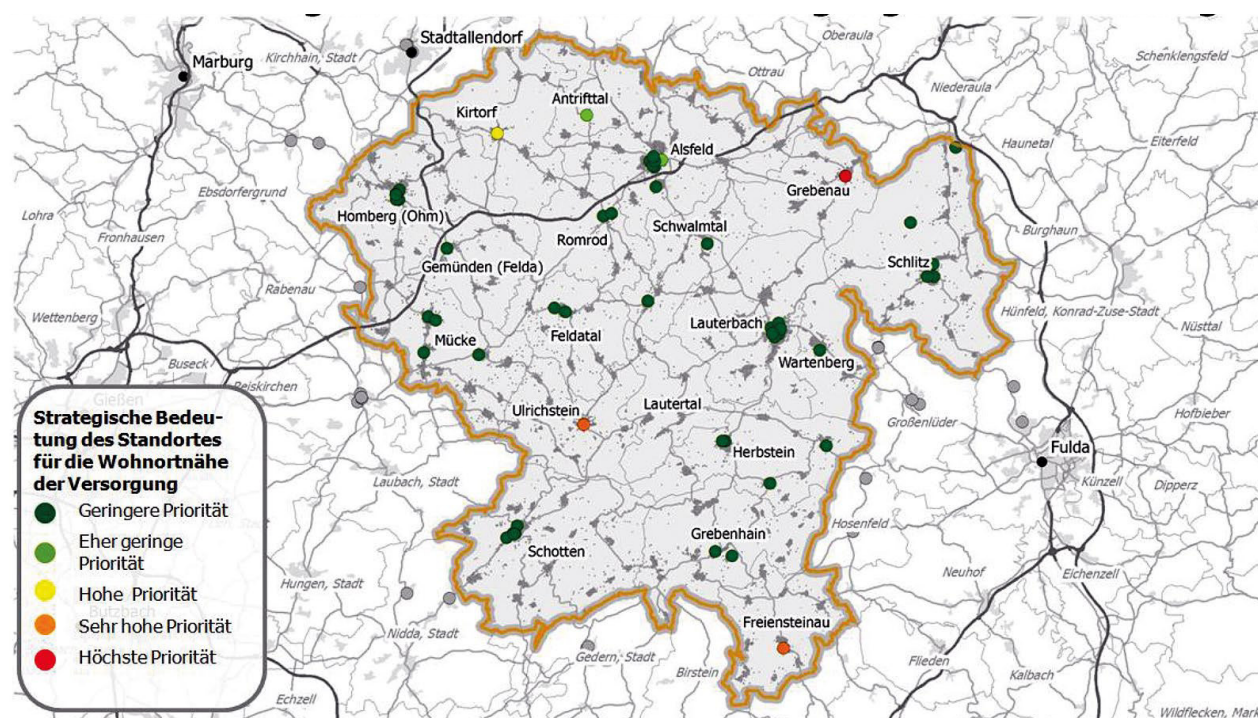 Stadtallendorf
Oberaula
Marburg
Kirchhain, Stadt
Schenklengsfeld
Ottrau
Niederaula
Antrifttal
Kirtorf
Haunetal
Eiterfeld
Alsfeld
Grebenau
Ebsdorfergrund
Lohra
Homberg (Ohm)
Fronhausen
Romrod
Schwalmtal
Burghaun
Gemünden (Felda)
Schlitz
Rabenau
Wettenberg
Hünfeld, Konrad-Zuse-Stadt
Lauterbach
Nüsttal
Feldatal
Mücke
Buseck
Wartenberg
Reiskirchen
Gießen
Ulrichstein
Lautertal
Hofbieber
Großenlüder
Fulda
Herbstein
Laubach, Stadt
Künzell
Dipperz
Hosenfeld
Grebenhain
Schotten
Eichenzell
Neuhof
Hungen, Stadt
Butzbach
Freiensteinau
Nidda, Stadt
Gedern, Stadt
Birstein
Flieden
Kalbach
Echzell
Wildflecken, Mark
Strategische Bedeu-
tung des Standortes
für die Wohnortnähe
der Versorgung
Geringere Priorität
Eher geringe
Priorität
Hohe Priorität
Sehr hohe Priorität
Höchste Priorität